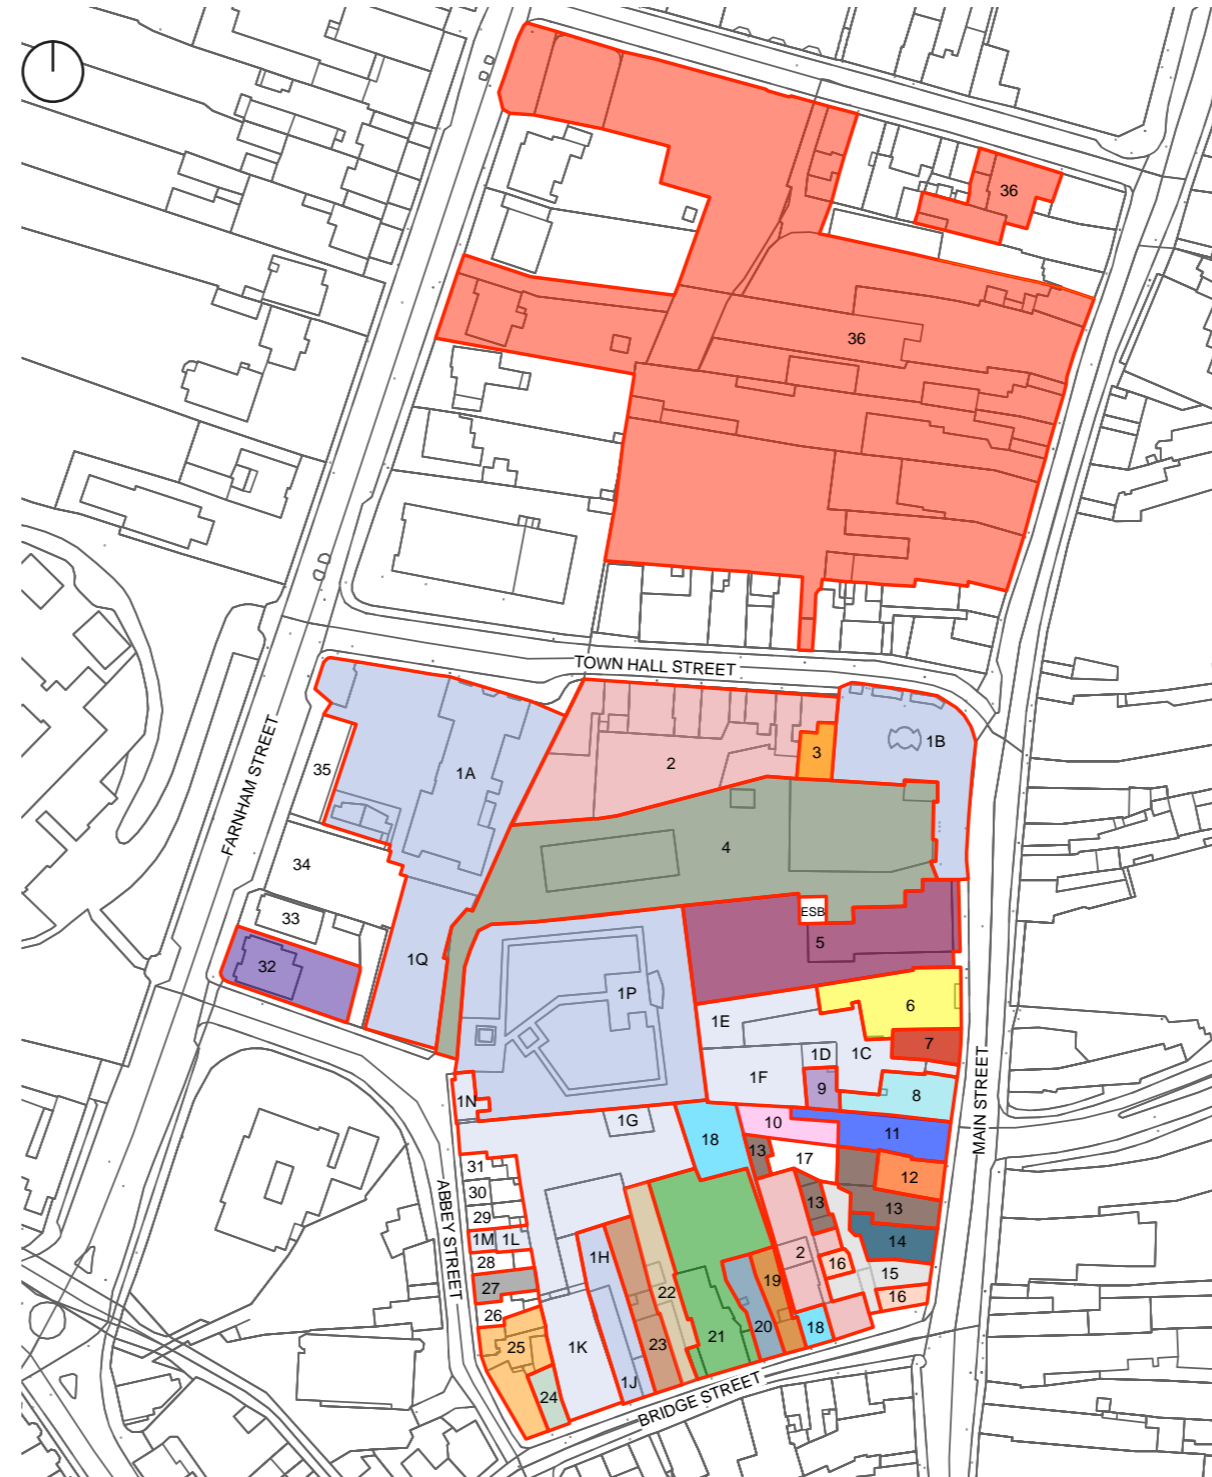 36
36
TOWN HALL STREET
FARNHAM STREET
35
1A
2
3
1B
34
4
33
ESB
32
1Q
5
1P
6
1E
7
1D
1C
1F
9
8
1N
1G
10
11
MAIN STREET
18
13
17
12
31
30
13
13
29
14
1M
1L
1H
2
28
16
15
ABBEY STREET
27
19
22
16
26
20
18
25
1K
23
21
1J
24
BRIDGE STREET